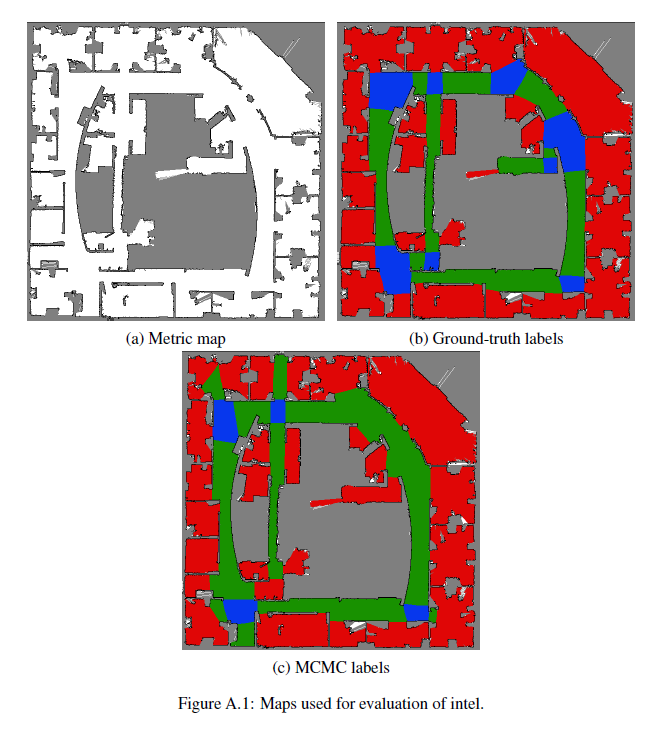 (a) Metric map
(b) Ground-truth labels
(c) MCMC labels
Figure A.1: Maps used for evaluation of intel.